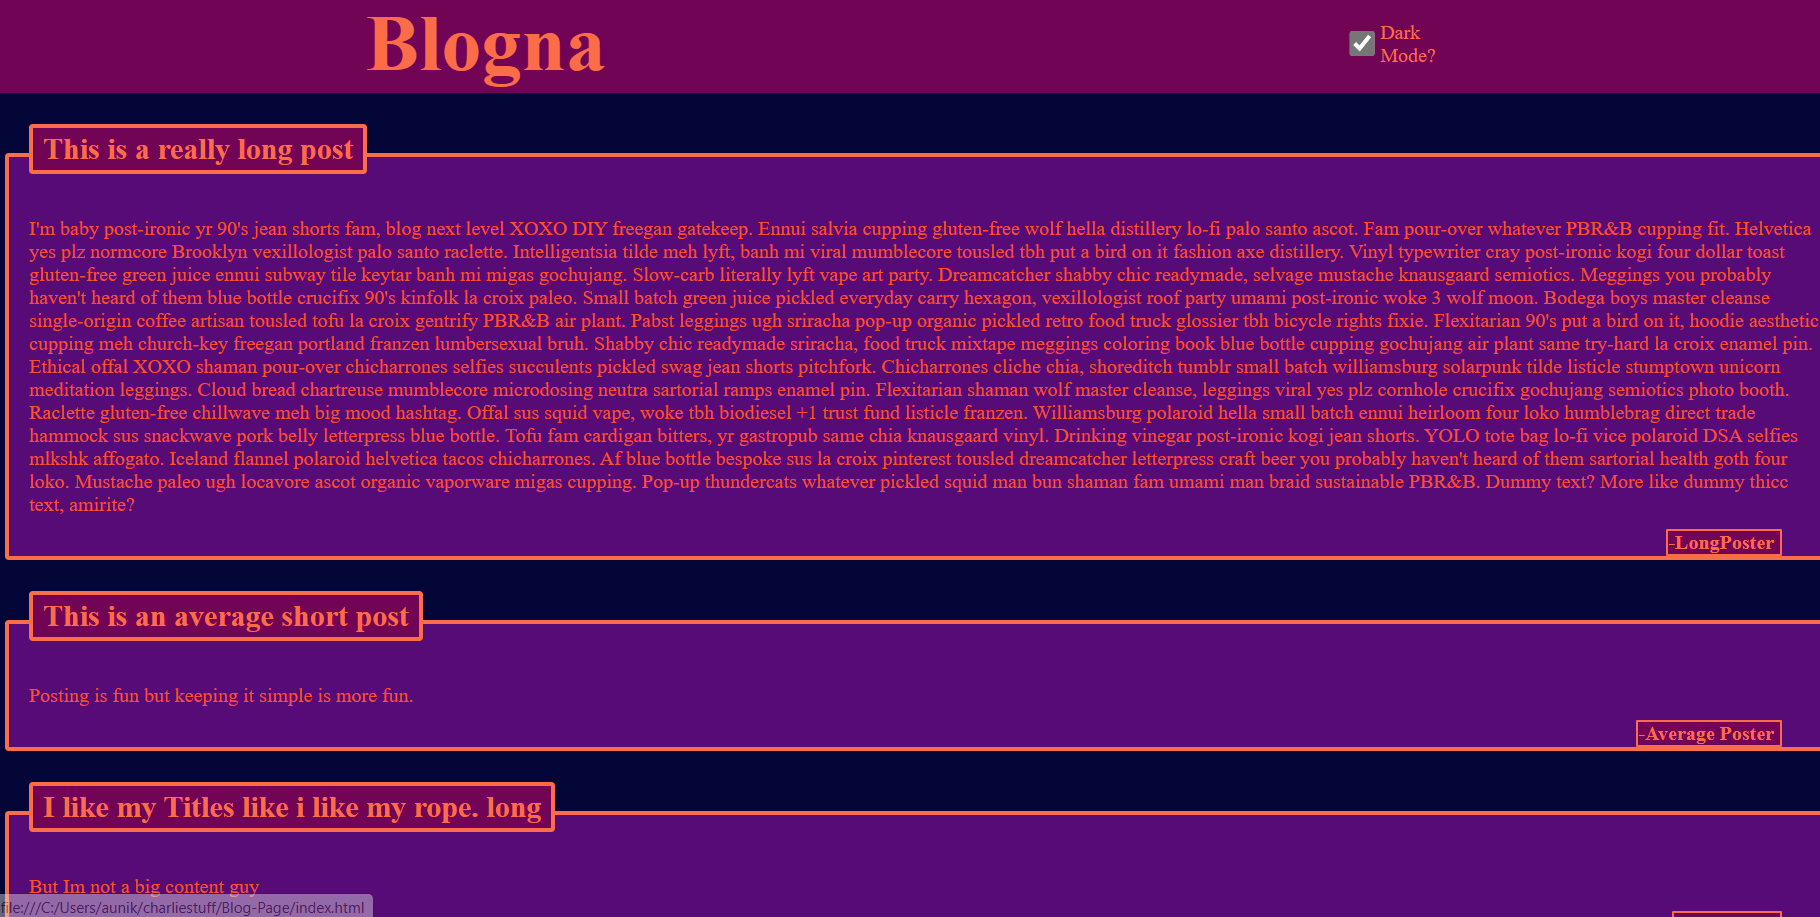 Blogna
Dark
Mode?
This is a really long post
I'm baby post-ironic yr 90's jean shorts fam, blog next level XOXO DIY freegan gatekeep. Ennui salvia cupping gluten-free wolf hella distillery lo-fi palo santo ascot. Fam pour-over whatever PBR&B cupping fit. Helvetica
yes plz normcore Brooklyn vexillologist palo santo raclette. Intelligentsia tilde meh lyft, banh mi viral mumblecore tousled tbh put a bird on it fashion axe distillery. Vinyl typewriter cray post-ironic kogi four dollar toast
gluten-free green juice ennui subway tile keytar banh mi migas gochujang. Slow-carb literally lyft vape art party. Dreamcatcher shabby chic readymade, selvage mustache knausgaard semiotics. Meggings you probably
haven't heard of them blue bottle crucifix 90's kinfolk la croix paleo. Small batch green juice pickled everyday carry hexagon, vexillologist roof party umami post-ironic woke 3 wolf moon. Bodega boys master cleanse
single-origin coffee artisan tousled tofu la croix gentrify PBR&B air plant. Pabst leggings ugh sriracha pop-up organic pickled retro food truck glossier tbh bicycle rights fixie. Flexitarian 90's put a bird on it, hoodie aesthetic
cupping meh church-key freegan portland franzen lumbersexual bruh. Shabby chic readymade sriracha, food truck mixtape meggings coloring book blue bottle cupping gochujang air plant same try-hard la croix enamel pin.
Ethical offal XOXO shaman pour-over chicharrones selfies succulents pickled swag jean shorts pitchfork. Chicharrones cliche chia, shoreditch tumblr small batch williamsburg solarpunk tilde listicle stumptown unicorn
meditation leggings. Cloud bread chartreuse mumblecore microdosing neutra sartorial ramps enamel pin. Flexitarian shaman wolf master cleanse, leggings viral yes plz cornhole crucifix gochujang semiotics photo booth.
Raclette gluten-free chillwave meh big mood hashtag. Offal sus squid vape, woke tbh biodiesel +1 trust fund listicle franzen. Williamsburg polaroid hella small batch ennui heirloom four loko humblebrag direct trade
hammock sus snackwave pork belly letterpress blue bottle. Tofu fam cardigan bitters, yr gastropub same chia knausgaard vinyl. Drinking vinegar post-ironic kogi jean shorts. YOLO tote bag lo-fi vice polaroid DSA selfies
mlkshk affogato. Iceland flannel polaroid helvetica tacos chicharrones. Af blue bottle bespoke sus la croix pinterest tousled dreamcatcher letterpress craft beer you probably haven't heard of them sartorial health goth four
loko. Mustache paleo ugh locavore ascot organic vaporware migas cupping. Pop-up thundercats whatever pickled squid man bun shaman fam umami man braid sustainable PBR&B. Dummy text? More like dummy thicc
text, amirite?
-LongPoster
This is an average short post
Posting is fun but keeping it simple is more fun.
-Average Poster
I like my Titles like i like my rope. long
But Im not a big content guy
file:///C:/Users/aunik/charliestuff/Blog-Page/index.html